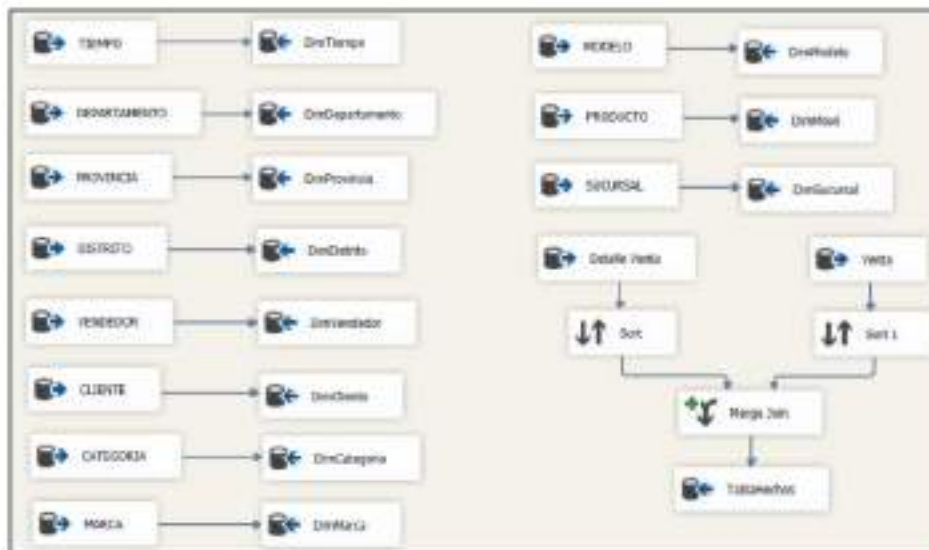 TIEMPO
DimTiempo
DEPARTAMENTO
DimDepartamento
PROVINCIA
DimProvincia
DISTRITO
DimDistrito
VENDEDOR
DimVendedor
CLIENTE
DimCliente
CATEGORIA
DimCategoria
MARCA
DimMarca
MODELO
DimModelo
PRODUCTO
SUCURSAL
DimSucursal
Detalle Venta
Venta
Sort
Sort 1
Merge Join
TablaHechos